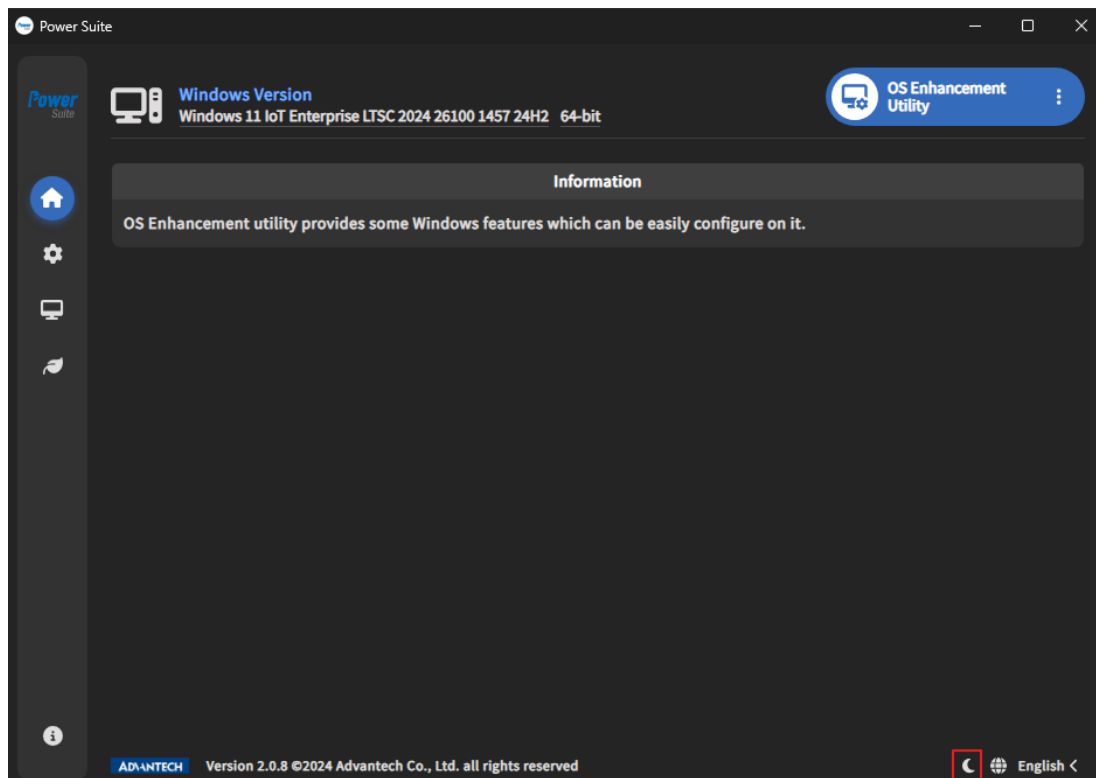 Power Suite
Power
Suite
Windows Version
Windows 11 IoT Enterprise LTSC 2024 26100 1457 24H2 64-bit
OS Enhancement
Utility
Information
OS Enhancement utility provides some Windows features which can be easily configure on it.
ADVANTECH Version 2.0.8 ©2024 Advantech Co., Ltd. all rights reserved
English <